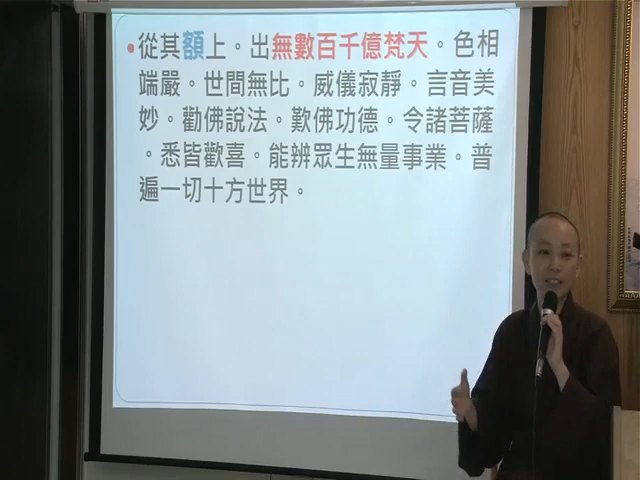 •從其額上。出無數百千億梵天。色相
端嚴。世間無比。威儀寂靜。言音美
妙。勸佛說法。歎佛功德。令諸菩薩
。悉皆歡喜。能辨眾生無量事業。普
遍一切十方世界。